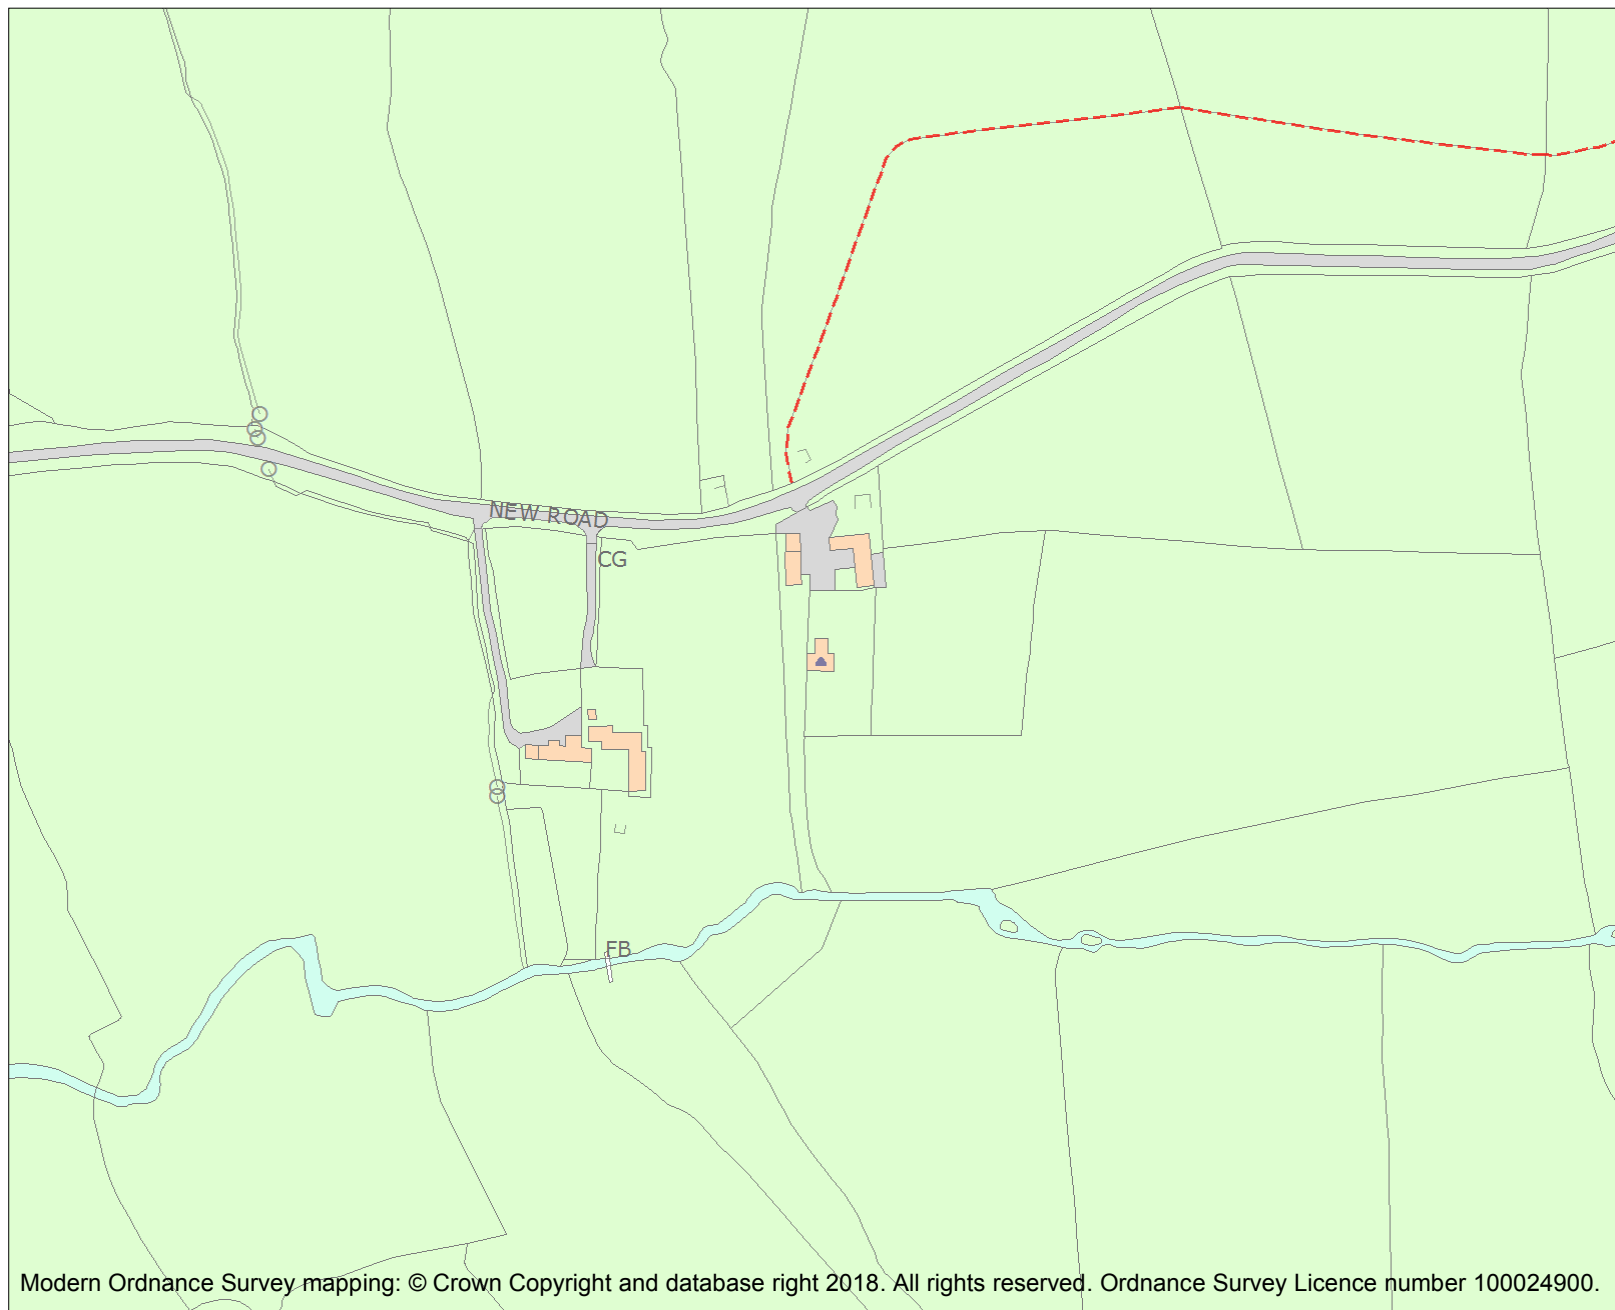 NEW ROAD
CG
FB
Modern Ordnance Survey mapping: © Crown Copyright and database right 2018. All rights reserved. Ordnance Survey Licence number 100024900.